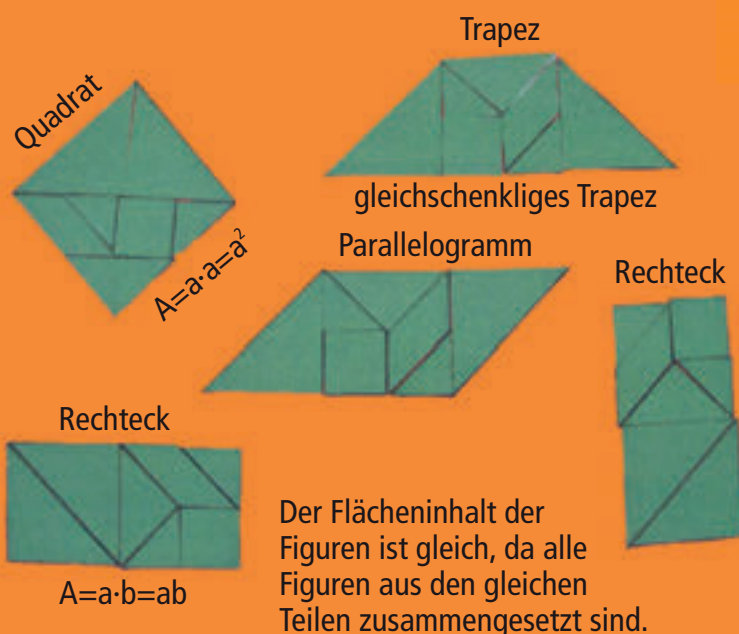 Trapez
Quadrat
gleichschenkliges Trapez
A=a·a=a²
Parallelogramm
Rechteck
Rechteck
A=a·b=ab
Der Flächeninhalt der
Figuren ist gleich, da alle
Figuren aus den gleichen
Teilen zusammengesetzt sind.